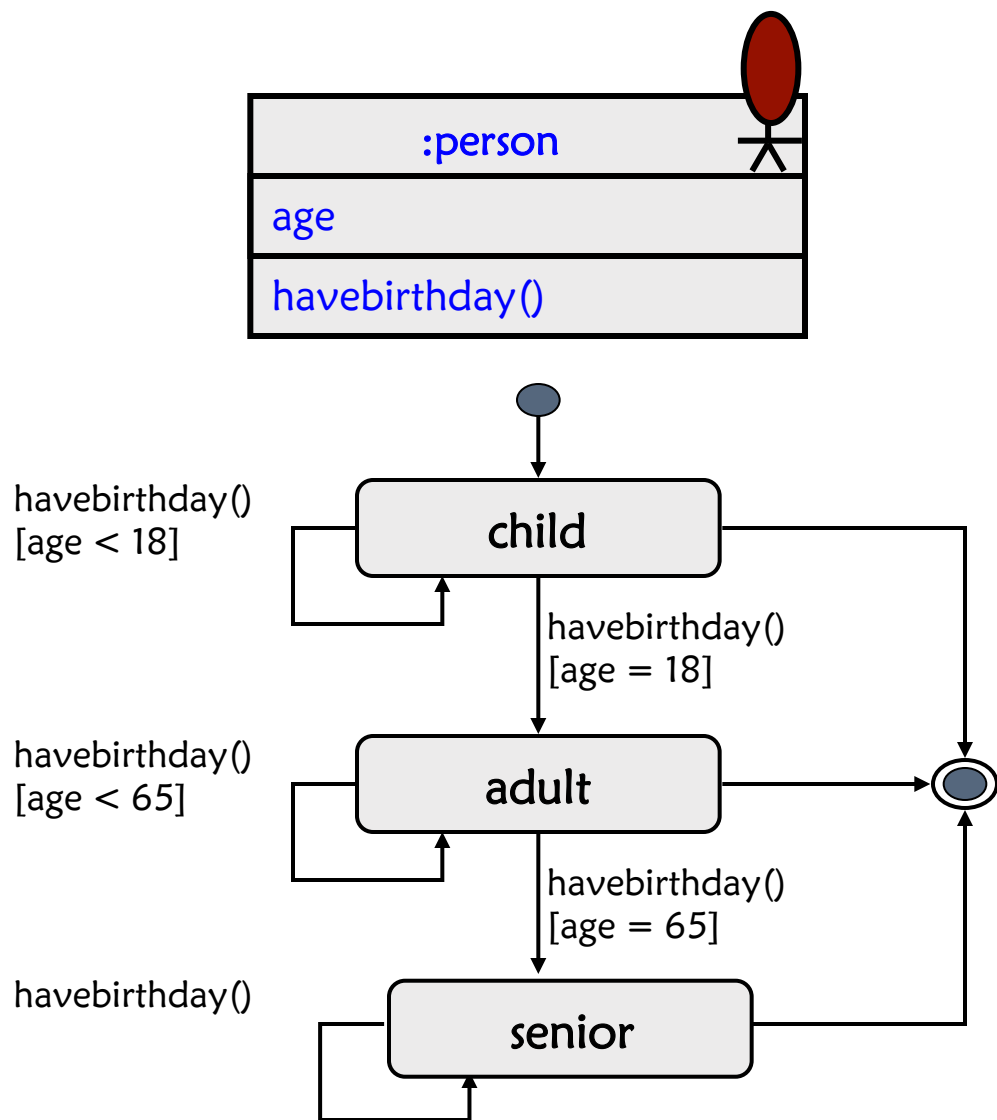 :person
age
havebirthday()
havebirthday()
[age < 18]
child
havebirthday()
[age = 18]
havebirthday()
[age < 65]
adult
havebirthday()
[age = 65]
havebirthday()
senior